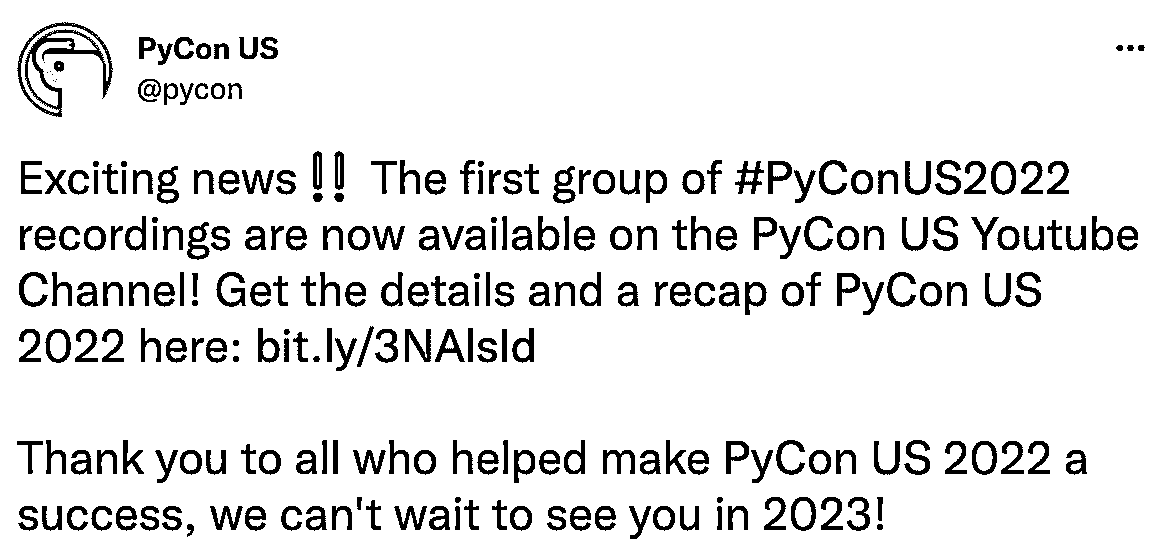 PyCon US
@pycon
Exciting news‼️ The first group of #PyConUS2022
recordings are now available on the PyCon US Youtube
Channel! Get the details and a recap of PyCon US
2022 here: bit.ly/3NAlsId
Thank you to all who helped make PyCon US 2022 a
success, we can't wait to see you in 2023!